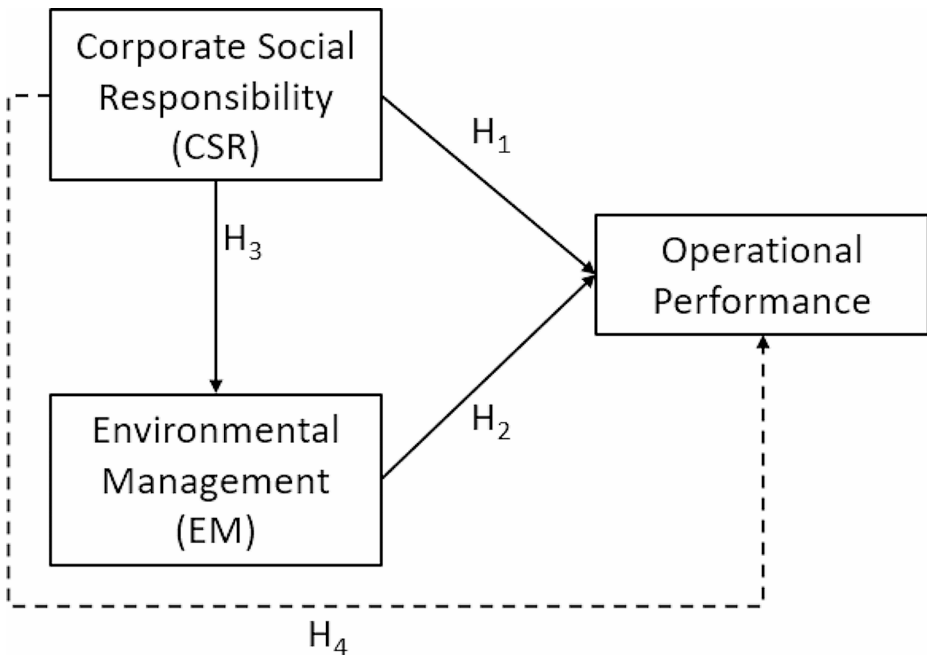 Corporate Social
Responsibility
(CSR)
H₁
H₃
Operational
Performance
Environmental
Management
(EM)
H₂
H₄